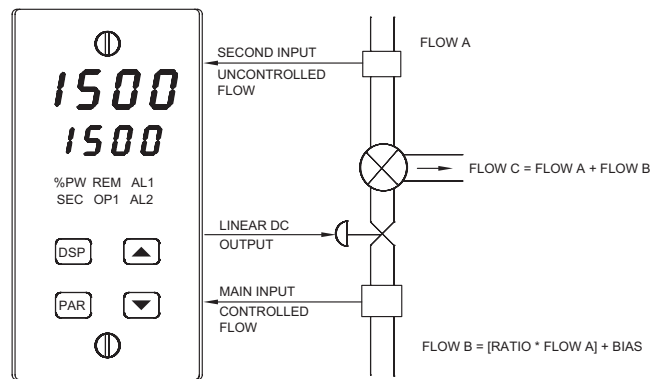 1500
1500
%PW REM AL1
SEC OP1 AL2
DSP
PAR
SECOND INPUT
UNCONTROLLED
FLOW
FLOW A
FLOW C = FLOW A + FLOW B
LINEAR DC
OUTPUT
MAIN INPUT
CONTROLLED
FLOW
FLOW B = [RATIO * FLOW A] + BIAS